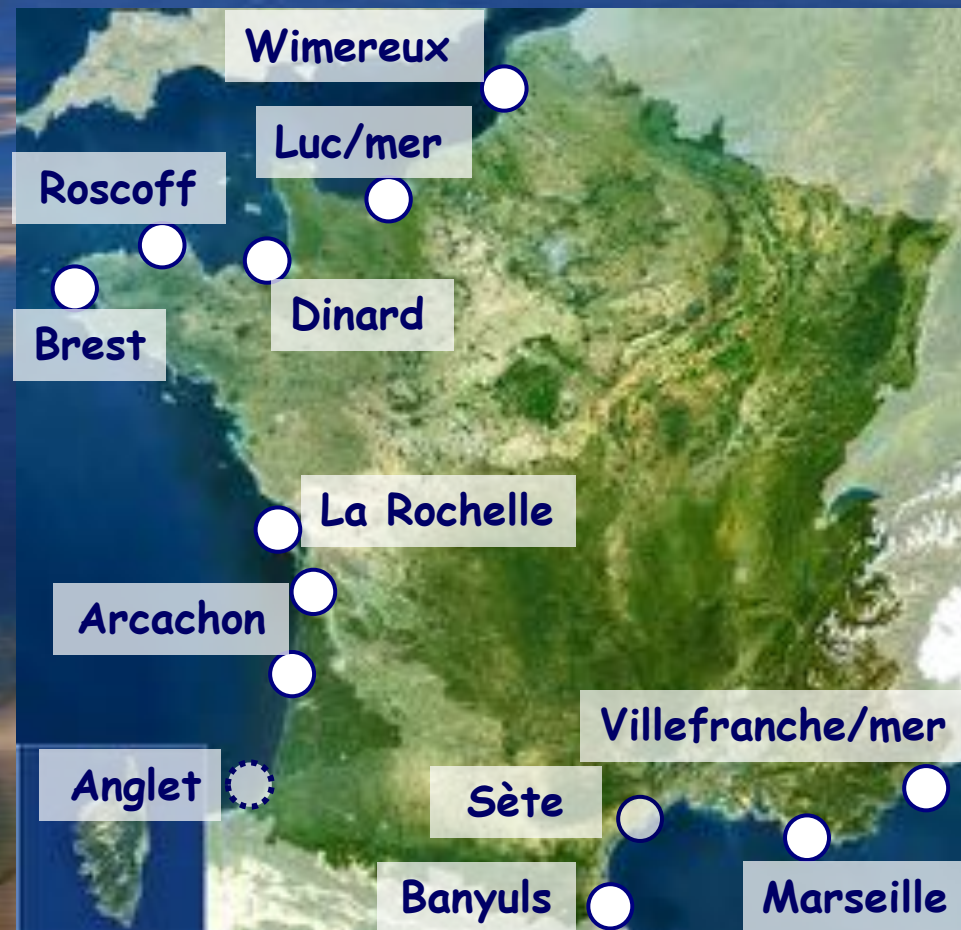 Wimereux
Luc/mer
Roscoff
Dinard
Brest
La Rochelle
Arcachon
Villefranche/mer
Anglet
Sète
Banyuls
Marseille